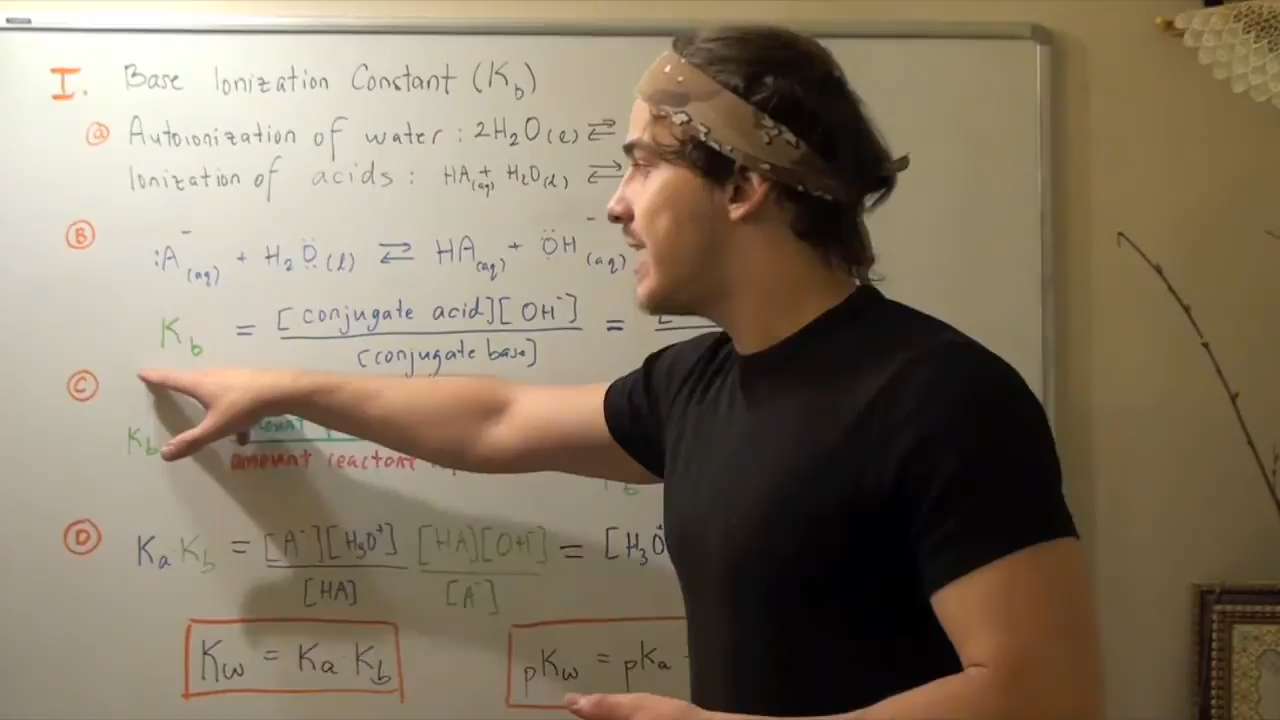 I. Base Ionization Constant (Kb)
ⓐ Autoionization of water : 2H₂O(l) ⇌
Ionization of acids : HA(aq) + H₂O(l) ⇌
Ⓑ :A⁻(aq) + H₂O(l) ⇌ HA(aq) + OH⁻(aq)
Kb = [conjugate acid][OH⁻] / [conjugate base] = [
Ⓒ
Kb
amount reactant
Ⓓ Ka·Kb = [A⁻][H₃O⁺] / [HA] [HA][OH⁻] / [A⁻] = [H₃O
Kw = Ka·Kb pKw = pKa